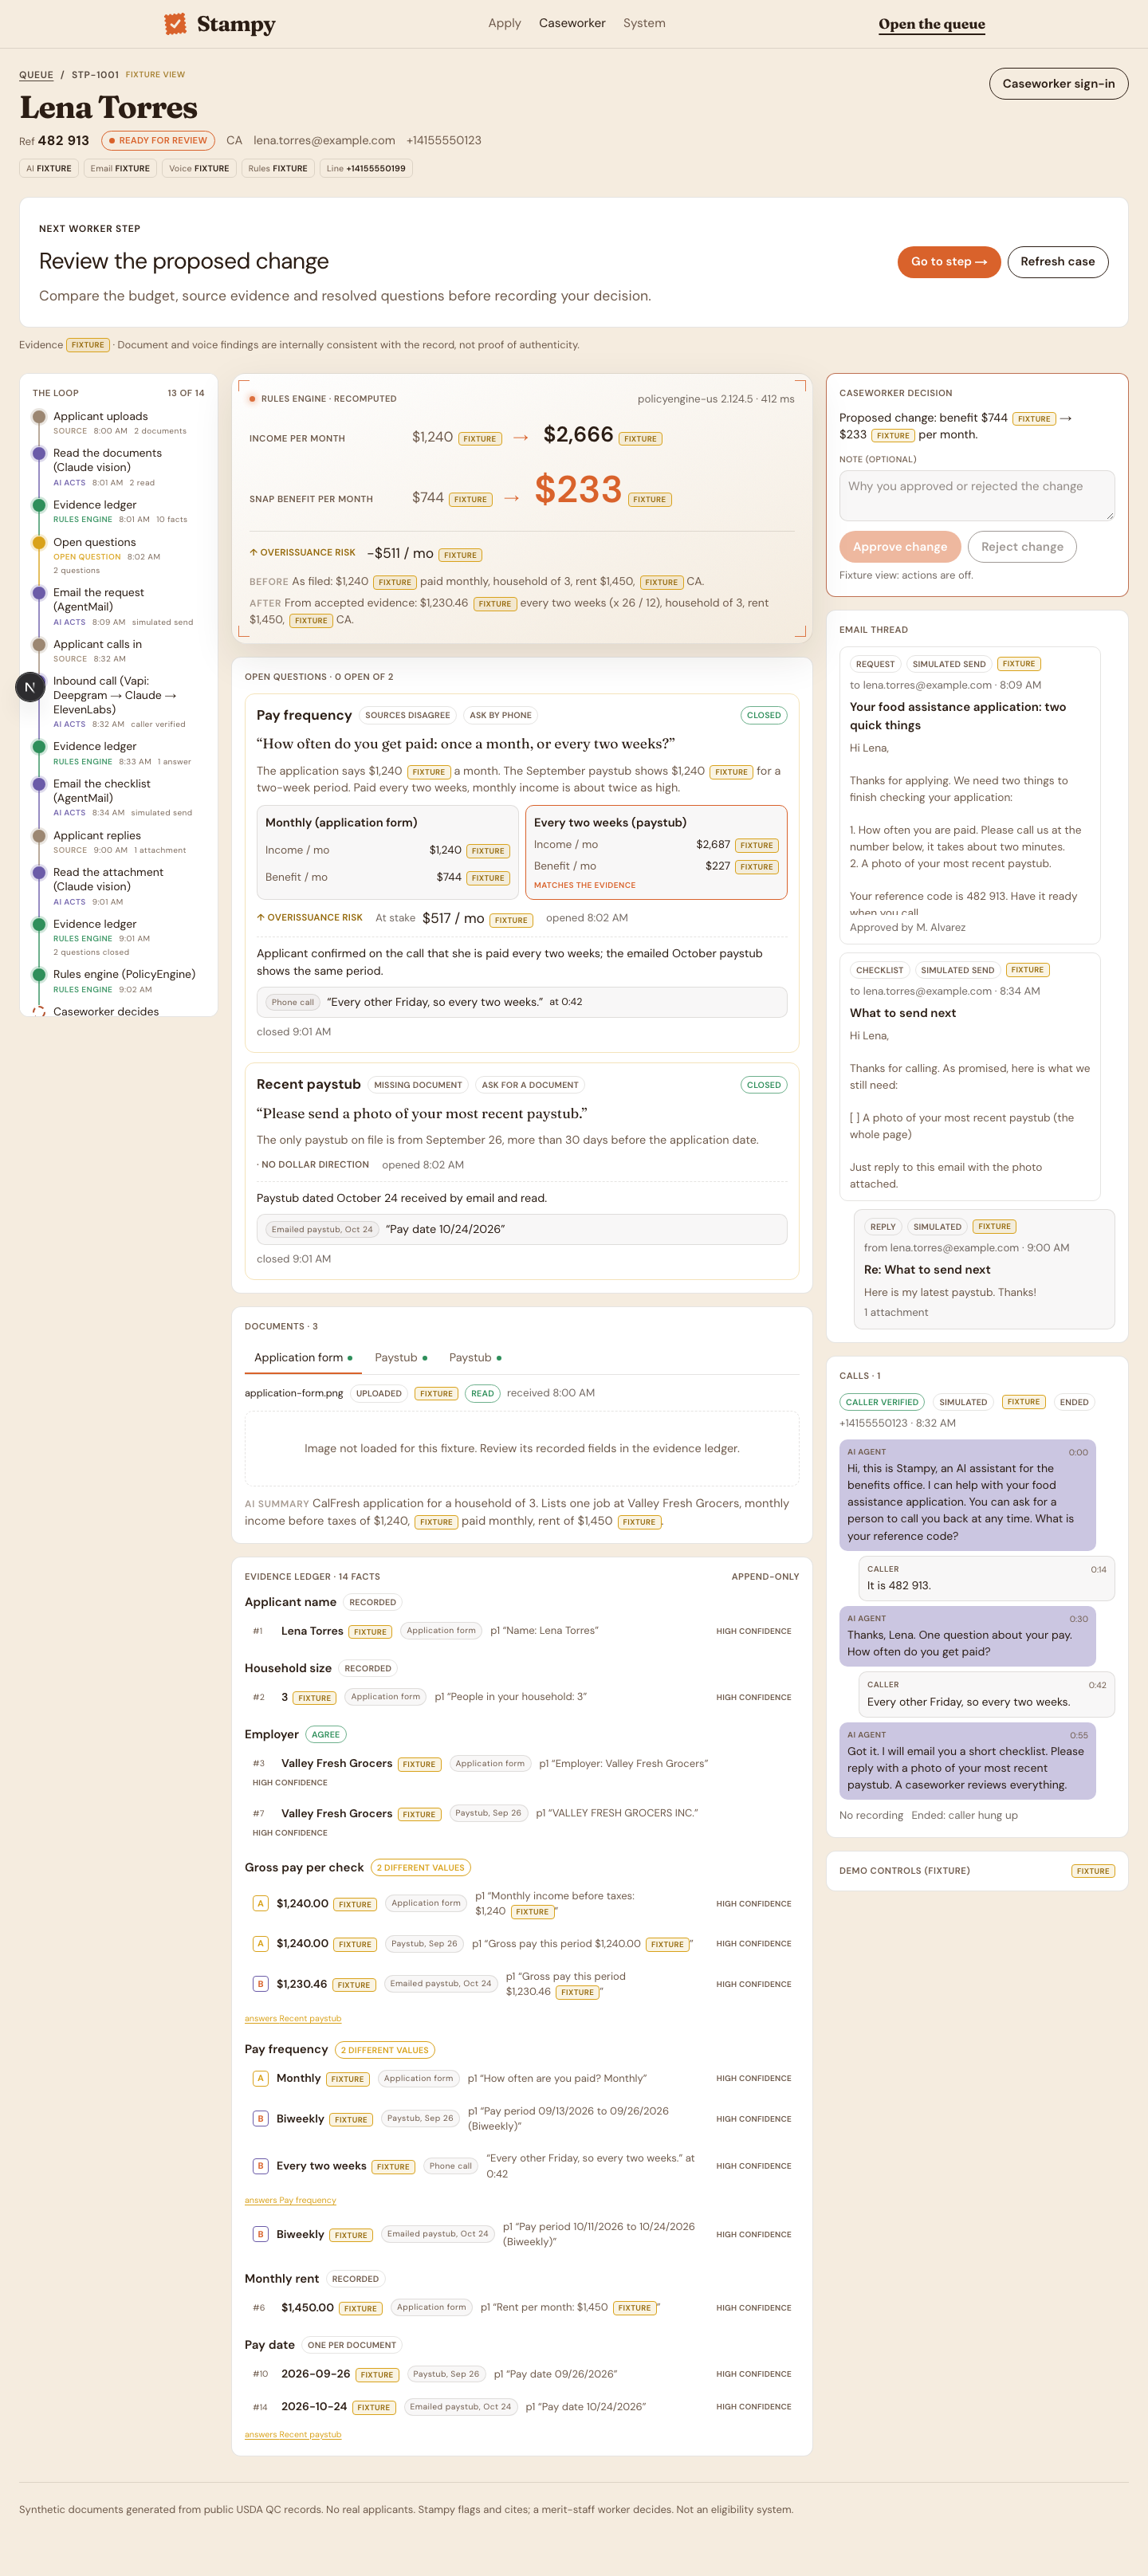 Stampy
Apply Caseworker System
Open the queue
QUEUE / STP-1001 FIXTURE VIEW
Caseworker sign-in
Lena Torres
Ref 482 913 READY FOR REVIEW CA lena.torres@example.com +14155550123
AI FIXTURE Email FIXTURE Voice FIXTURE Rules FIXTURE Line +14155550199
NEXT WORKER STEP
Review the proposed change
Compare the budget, source evidence and resolved questions before recording your decision.
Go to step → Refresh case
Evidence FIXTURE · Document and voice findings are internally consistent with the record, not proof of authenticity.
THE LOOP 13 OF 14
Applicant uploads
SOURCE 8:00 AM 2 documents
Read the documents
(Claude vision)
AI ACTS 8:01 AM 2 read
Evidence ledger
RULES ENGINE 8:01 AM 10 facts
Open questions
OPEN QUESTION 8:02 AM
2 questions
Email the request
(AgentMail)
AI ACTS 8:09 AM simulated send
Applicant calls in
SOURCE 8:32 AM
N
Inbound call (Vapi:
Deepgram → Claude →
ElevenLabs)
AI ACTS 8:32 AM caller verified
Evidence ledger
RULES ENGINE 8:33 AM 1 answer
Email the checklist
(AgentMail)
AI ACTS 8:34 AM simulated send
Applicant replies
SOURCE 9:00 AM 1 attachment
Read the attachment
(Claude vision)
AI ACTS 9:01 AM
Evidence ledger
RULES ENGINE 9:01 AM
2 questions closed
Rules engine (PolicyEngine)
RULES ENGINE 9:02 AM
Caseworker decides
RULES ENGINE · RECOMPUTED policyengine-us 2.124.5 · 412 ms
INCOME PER MONTH $1,240 FIXTURE → $2,666 FIXTURE
SNAP BENEFIT PER MONTH $744 FIXTURE → $233 FIXTURE
↑ OVERISSUANCE RISK -$511 / mo FIXTURE
BEFORE As filed: $1,240 FIXTURE paid monthly, household of 3, rent $1,450, FIXTURE CA.
AFTER From accepted evidence: $1,230.46 FIXTURE every two weeks (x 26 / 12), household of 3, rent
$1,450, FIXTURE CA.
OPEN QUESTIONS · 0 OPEN OF 2
Pay frequency SOURCES DISAGREE ASK BY PHONE CLOSED
“How often do you get paid: once a month, or every two weeks?”
The application says $1,240 FIXTURE a month. The September paystub shows $1,240 FIXTURE for a
two-week period. Paid every two weeks, monthly income is about twice as high.
Monthly (application form)
Income / mo $1,240 FIXTURE
Benefit / mo $744 FIXTURE
Every two weeks (paystub)
Income / mo $2,687 FIXTURE
Benefit / mo $227 FIXTURE
MATCHES THE EVIDENCE
↑ OVERISSUANCE RISK At stake $517 / mo FIXTURE opened 8:02 AM
Applicant confirmed on the call that she is paid every two weeks; the emailed October paystub
shows the same period.
Phone call “Every other Friday, so every two weeks.” at 0:42
closed 9:01 AM
Recent paystub MISSING DOCUMENT ASK FOR A DOCUMENT CLOSED
“Please send a photo of your most recent paystub.”
The only paystub on file is from September 26, more than 30 days before the application date.
· NO DOLLAR DIRECTION opened 8:02 AM
Paystub dated October 24 received by email and read.
Emailed paystub, Oct 24 “Pay date 10/24/2026”
closed 9:01 AM
DOCUMENTS · 3
Application form Paystub Paystub
application-form.png UPLOADED FIXTURE READ received 8:00 AM
Image not loaded for this fixture. Review its recorded fields in the evidence ledger.
AI SUMMARY CalFresh application for a household of 3. Lists one job at Valley Fresh Grocers, monthly
income before taxes of $1,240, FIXTURE paid monthly, rent of $1,450 FIXTURE.
EVIDENCE LEDGER · 14 FACTS APPEND-ONLY
Applicant name RECORDED
#1 Lena Torres FIXTURE Application form p1 “Name: Lena Torres” HIGH CONFIDENCE
Household size RECORDED
#2 3 FIXTURE Application form p1 “People in your household: 3” HIGH CONFIDENCE
Employer AGREE
#3 Valley Fresh Grocers FIXTURE Application form p1 “Employer: Valley Fresh Grocers”
HIGH CONFIDENCE
#7 Valley Fresh Grocers FIXTURE Paystub, Sep 26 p1 “VALLEY FRESH GROCERS INC.”
HIGH CONFIDENCE
Gross pay per check 2 DIFFERENT VALUES
A $1,240.00 FIXTURE Application form p1 “Monthly income before taxes:
$1,240 FIXTURE” HIGH CONFIDENCE
A $1,240.00 FIXTURE Paystub, Sep 26 p1 “Gross pay this period $1,240.00 FIXTURE” HIGH CONFIDENCE
B $1,230.46 FIXTURE Emailed paystub, Oct 24 p1 “Gross pay this period
$1,230.46 FIXTURE” HIGH CONFIDENCE
answers Recent paystub
Pay frequency 2 DIFFERENT VALUES
A Monthly FIXTURE Application form p1 “How often are you paid? Monthly” HIGH CONFIDENCE
B Biweekly FIXTURE Paystub, Sep 26 p1 “Pay period 09/13/2026 to 09/26/2026
(Biweekly)” HIGH CONFIDENCE
B Every two weeks FIXTURE Phone call “Every other Friday, so every two weeks.” at
0:42 HIGH CONFIDENCE
answers Pay frequency
B Biweekly FIXTURE Emailed paystub, Oct 24 p1 “Pay period 10/11/2026 to 10/24/2026
(Biweekly)” HIGH CONFIDENCE
Monthly rent RECORDED
#6 $1,450.00 FIXTURE Application form p1 “Rent per month: $1,450 FIXTURE” HIGH CONFIDENCE
Pay date ONE PER DOCUMENT
#10 2026-09-26 FIXTURE Paystub, Sep 26 p1 “Pay date 09/26/2026” HIGH CONFIDENCE
#14 2026-10-24 FIXTURE Emailed paystub, Oct 24 p1 “Pay date 10/24/2026” HIGH CONFIDENCE
answers Recent paystub
CASEWORKER DECISION
Proposed change: benefit $744 FIXTURE →
$233 FIXTURE per month.
NOTE (OPTIONAL)
Why you approved or rejected the change
Approve change Reject change
Fixture view: actions are off.
EMAIL THREAD
REQUEST SIMULATED SEND FIXTURE
to lena.torres@example.com · 8:09 AM
Your food assistance application: two
quick things
Hi Lena,
Thanks for applying. We need two things to
finish checking your application:
1. How often you are paid. Please call us at the
number below, it takes about two minutes.
2. A photo of your most recent paystub.
Your reference code is 482 913. Have it ready
when you call.
Approved by M. Alvarez
CHECKLIST SIMULATED SEND FIXTURE
to lena.torres@example.com · 8:34 AM
What to send next
Hi Lena,
Thanks for calling. As promised, here is what we
still need:
[ ] A photo of your most recent paystub (the
whole page)
Just reply to this email with the photo
attached.
REPLY SIMULATED FIXTURE
from lena.torres@example.com · 9:00 AM
Re: What to send next
Here is my latest paystub. Thanks!
1 attachment
CALLS · 1
CALLER VERIFIED SIMULATED FIXTURE ENDED
+14155550123 · 8:32 AM
AI AGENT 0:00
Hi, this is Stampy, an AI assistant for the
benefits office. I can help with your food
assistance application. You can ask for a
person to call you back at any time. What is
your reference code?
CALLER 0:14
It is 482 913.
AI AGENT 0:30
Thanks, Lena. One question about your pay.
How often do you get paid?
CALLER 0:42
Every other Friday, so every two weeks.
AI AGENT 0:55
Got it. I will email you a short checklist. Please
reply with a photo of your most recent
paystub. A caseworker reviews everything.
No recording Ended: caller hung up
DEMO CONTROLS (FIXTURE) FIXTURE
Synthetic documents generated from public USDA QC records. No real applicants. Stampy flags and cites; a merit-staff worker decides. Not an eligibility system.